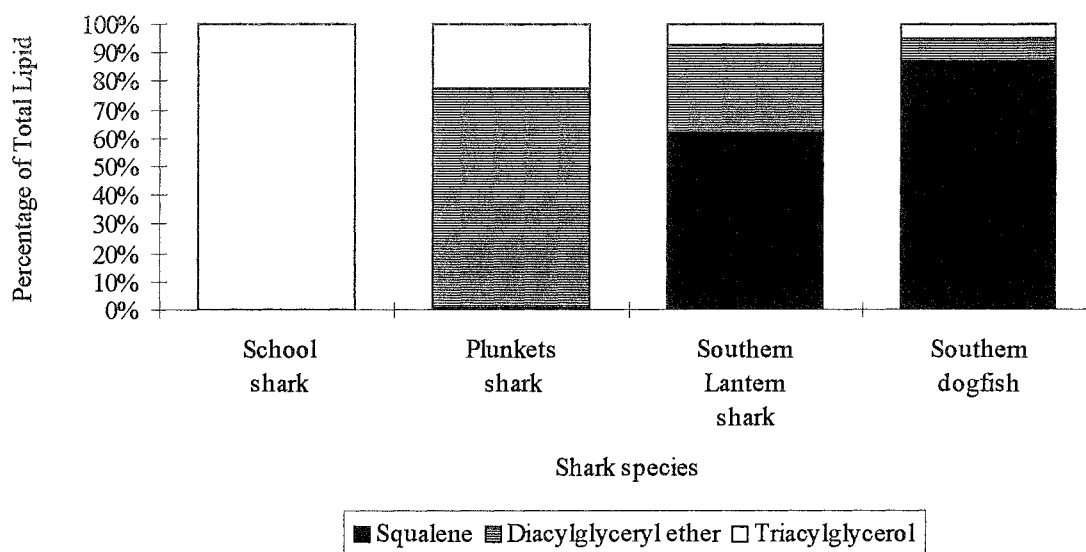 100%
90%
80%
70%
60%
50%
40%
30%
20%
10%
0%
Percentage of Total Lipid
School
shark
Plunkets
shark
Southern
Lantern
shark
Southern
dogfish
Shark species
Squalene Diacylglyceryl ether Triacylglycerol